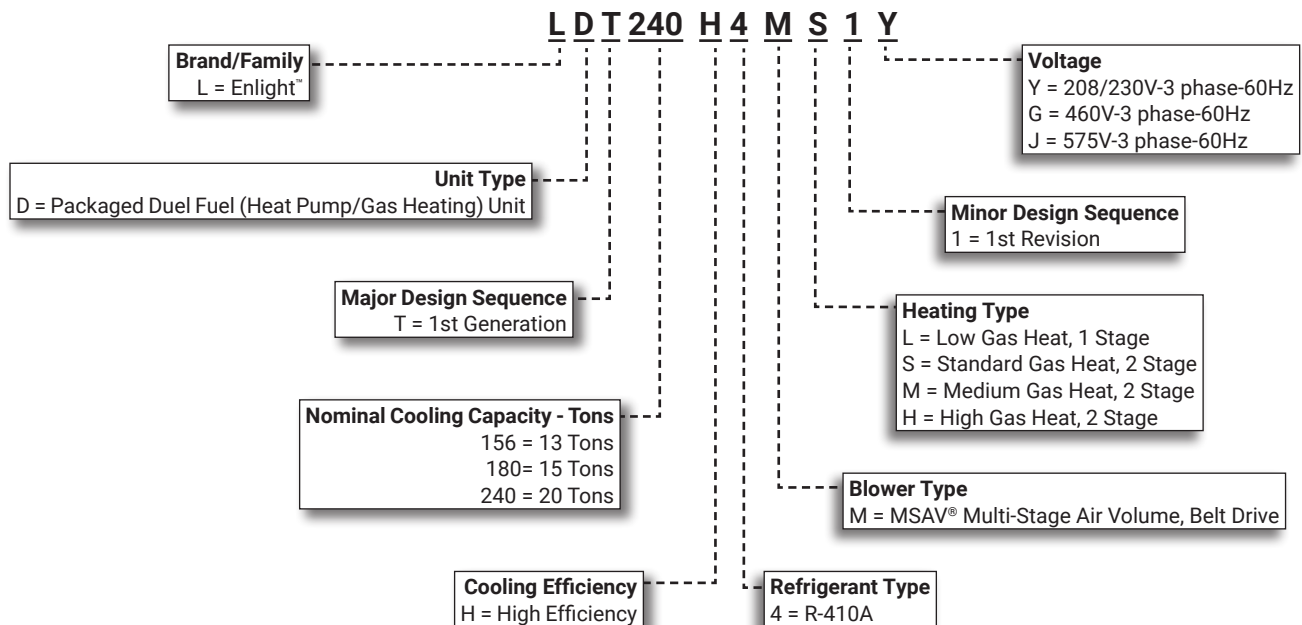 L D T 240 H 4 M S 1 Y
Brand/Family
L = Enlight™
Voltage
Y = 208/230V-3 phase-60Hz
G = 460V-3 phase-60Hz
J = 575V-3 phase-60Hz
Unit Type
D = Packaged Duel Fuel (Heat Pump/Gas Heating) Unit
Minor Design Sequence
1 = 1st Revision
Major Design Sequence
T = 1st Generation
Heating Type
L = Low Gas Heat, 1 Stage
S = Standard Gas Heat, 2 Stage
M = Medium Gas Heat, 2 Stage
H = High Gas Heat, 2 Stage
Nominal Cooling Capacity - Tons
156 = 13 Tons
180= 15 Tons
240 = 20 Tons
Blower Type
M = MSAV® Multi-Stage Air Volume, Belt Drive
Cooling Efficiency
H = High Efficiency
Refrigerant Type
4 = R-410A